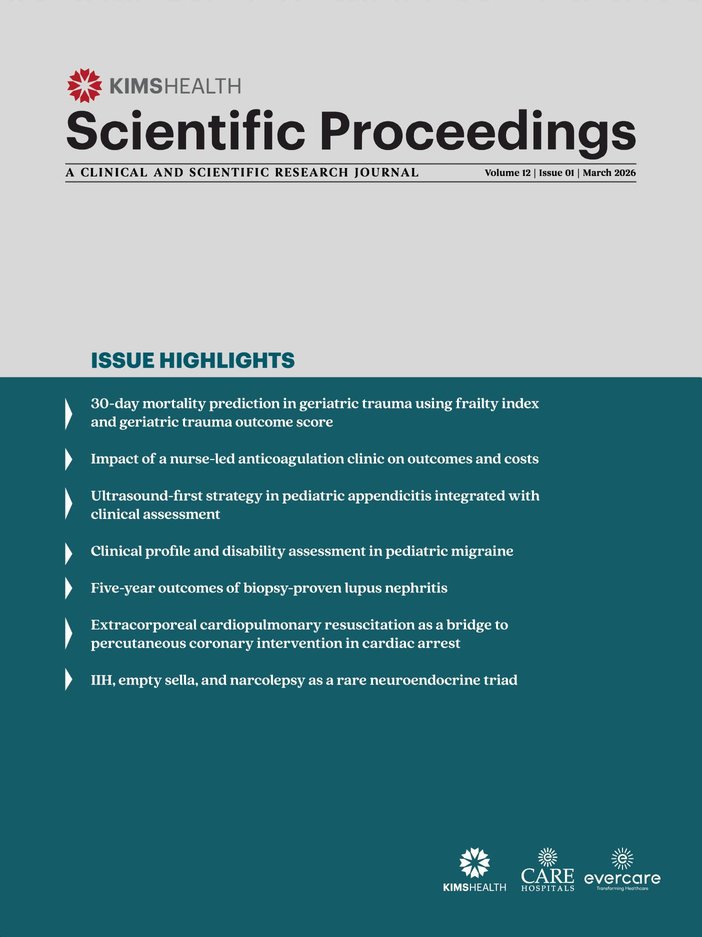 KIMSHEALTH
Scientific Proceedings
A CLINICAL AND SCIENTIFIC RESEARCH JOURNAL
Volume 12 | Issue 01 | March 2026
ISSUE HIGHLIGHTS
30-day mortality prediction in geriatric trauma using frailty index
and geriatric trauma outcome score
Impact of a nurse-led anticoagulation clinic on outcomes and costs
Ultrasound-first strategy in pediatric appendicitis integrated with
clinical assessment
Clinical profile and disability assessment in pediatric migraine
Five-year outcomes of biopsy-proven lupus nephritis
Extracorporeal cardiopulmonary resuscitation as a bridge to
percutaneous coronary intervention in cardiac arrest
IIH, empty sella, and narcolepsy as a rare neuroendocrine triad
KIMSHEALTH
CARE
HOSPITALS
evercare
Transforming Healthcare